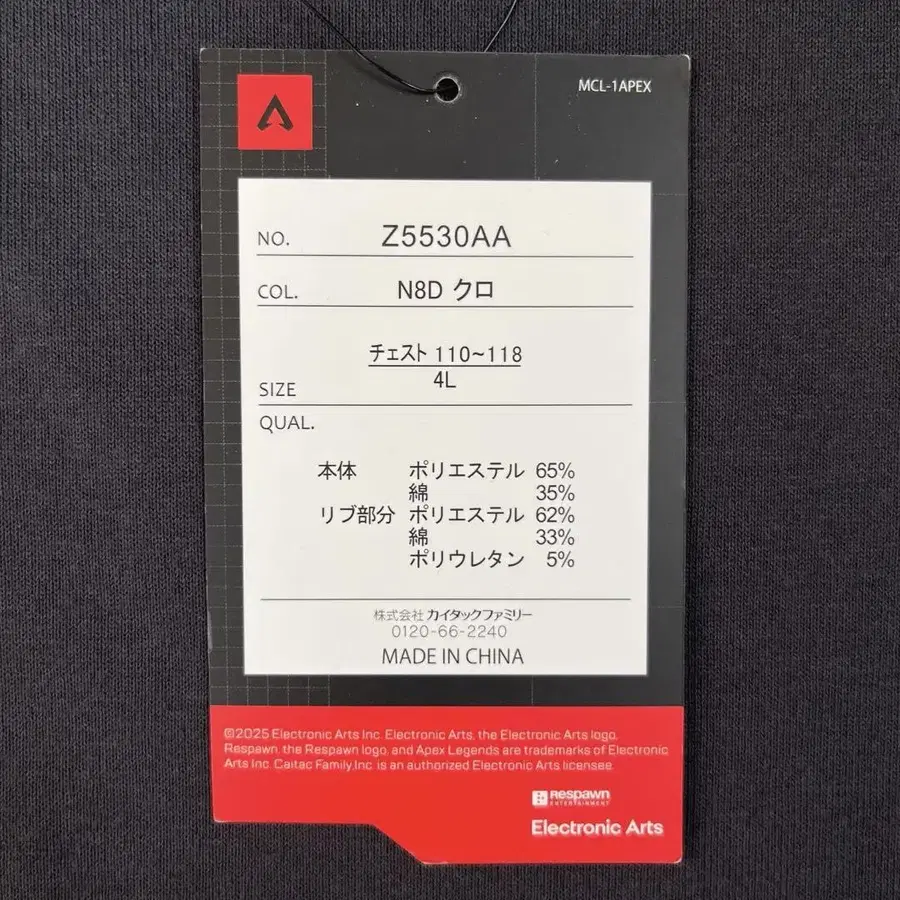 MCL-1APEX
NO. Z5530AA
COL. N8D クロ
チェスト 110~118
4L
SIZE
QUAL.
本体 ポリエステル 65%
綿 35%
リブ部分 ポリエステル 62%
綿 33%
ポリウレタン 5%
株式会社 カイタックファミリー
0120-66-2240
MADE IN CHINA
©2025 Electronic Arts Inc. Electronic Arts, the Electronic Arts logo,
Respawn, the Respawn logo, and Apex Legends are trademarks of Electronic
Arts Inc. Caitac Family,Inc. is an authorized Electronic Arts licensee.
Respawn
ENTERTAINMENT
Electronic Arts